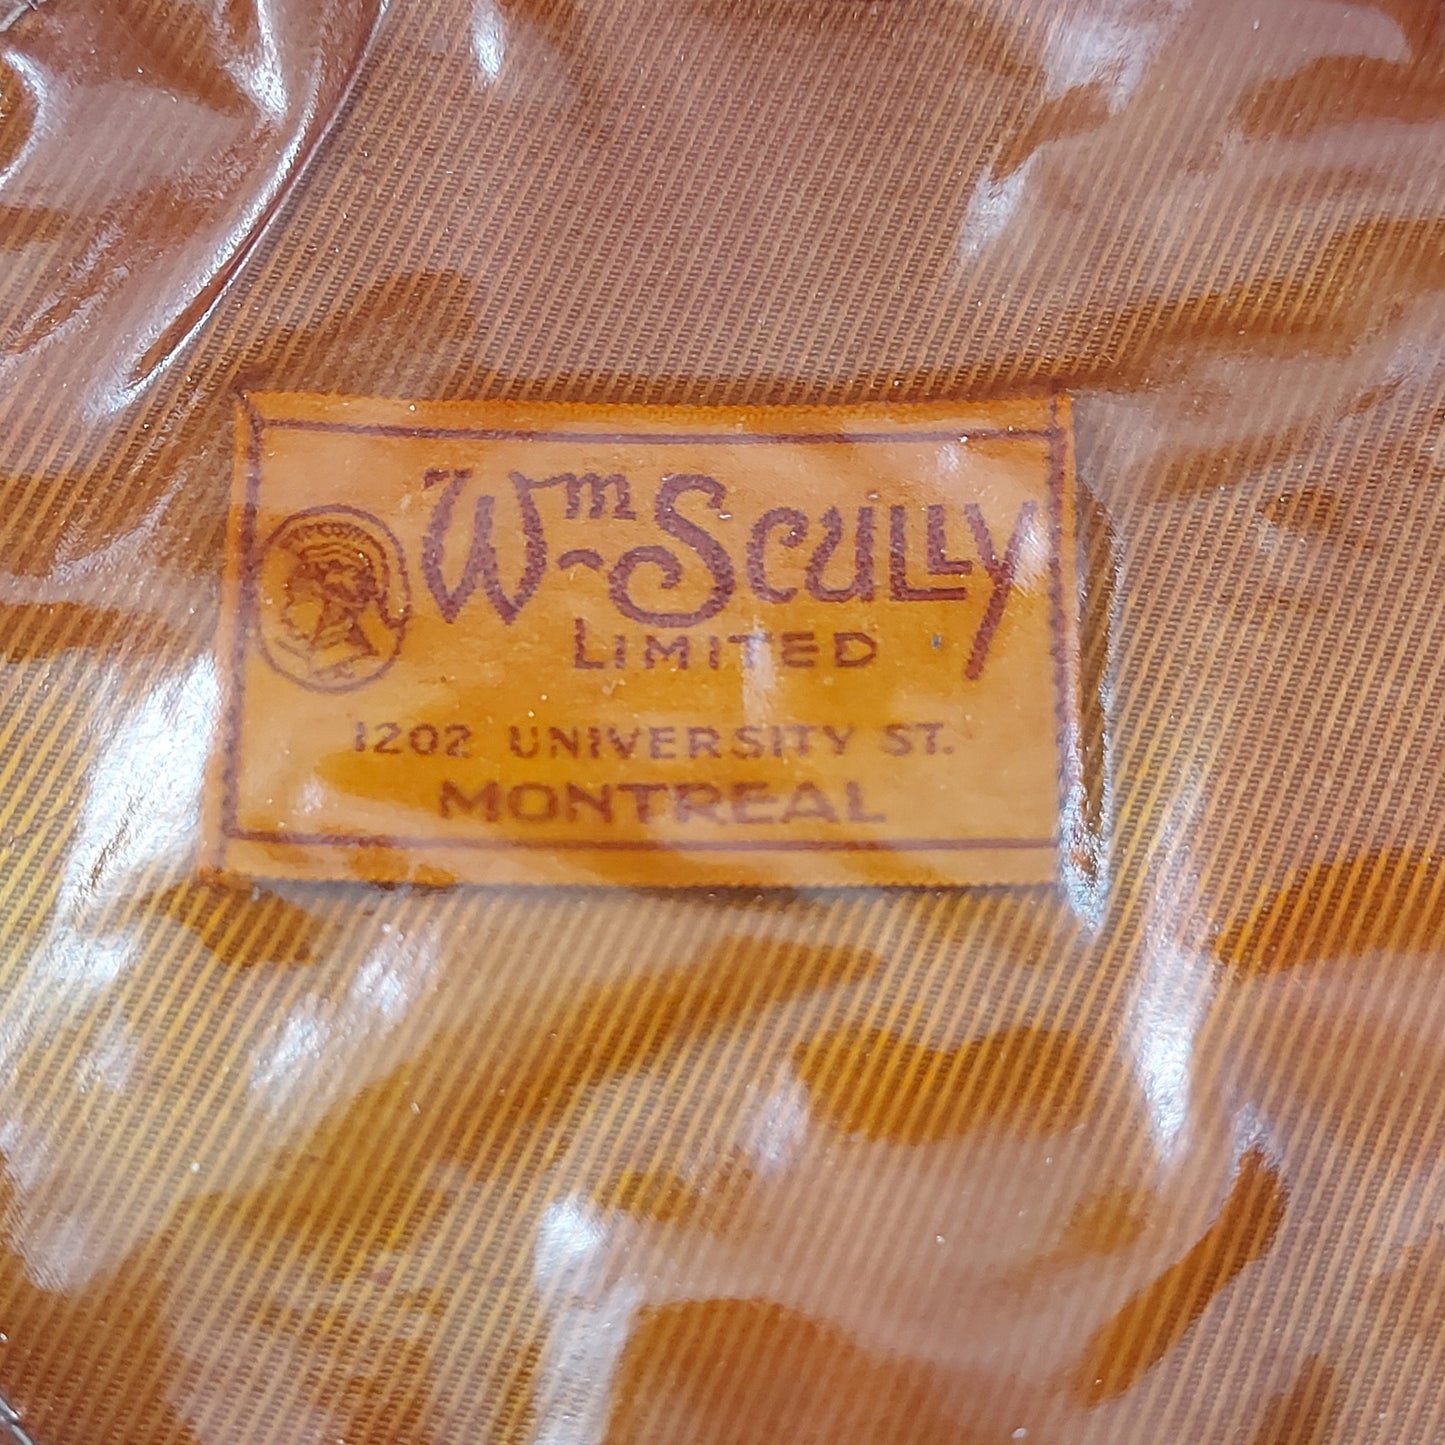 Wm Scully
LIMITED
1202 UNIVERSITY ST.
MONTREAL